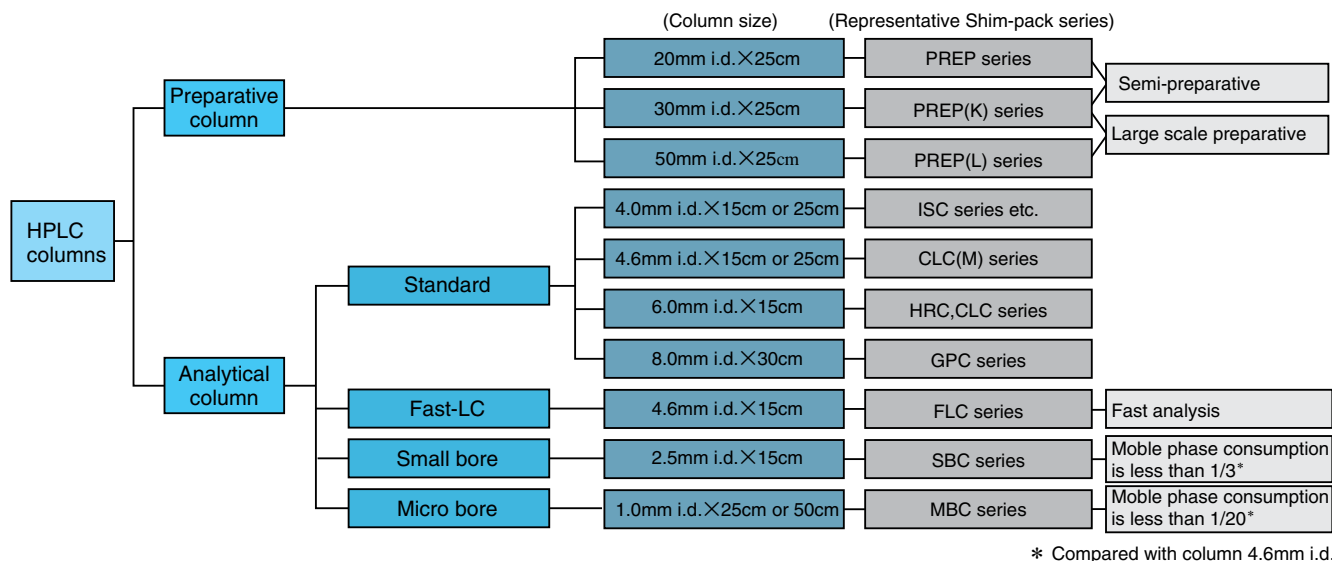 (Column size) (Representative Shim-pack series)
20mm i.d.×25cm PREP series
Semi-preparative
Preparative
column
30mm i.d.×25cm PREP(K) series
Large scale preparative
50mm i.d.×25cm PREP(L) series
HPLC
columns
4.0mm i.d.×15cm or 25cm ISC series etc.
4.6mm i.d.×15cm or 25cm CLC(M) series
Standard
6.0mm i.d.×15cm HRC,CLC series
8.0mm i.d.×30cm GPC series
Analytical
column
Fast-LC 4.6mm i.d.×15cm FLC series Fast analysis
Small bore 2.5mm i.d.×15cm SBC series Moble phase consumption
is less than 1/3*
Micro bore 1.0mm i.d.×25cm or 50cm MBC series Moble phase consumption
is less than 1/20*
* Compared with column 4.6mm i.d.